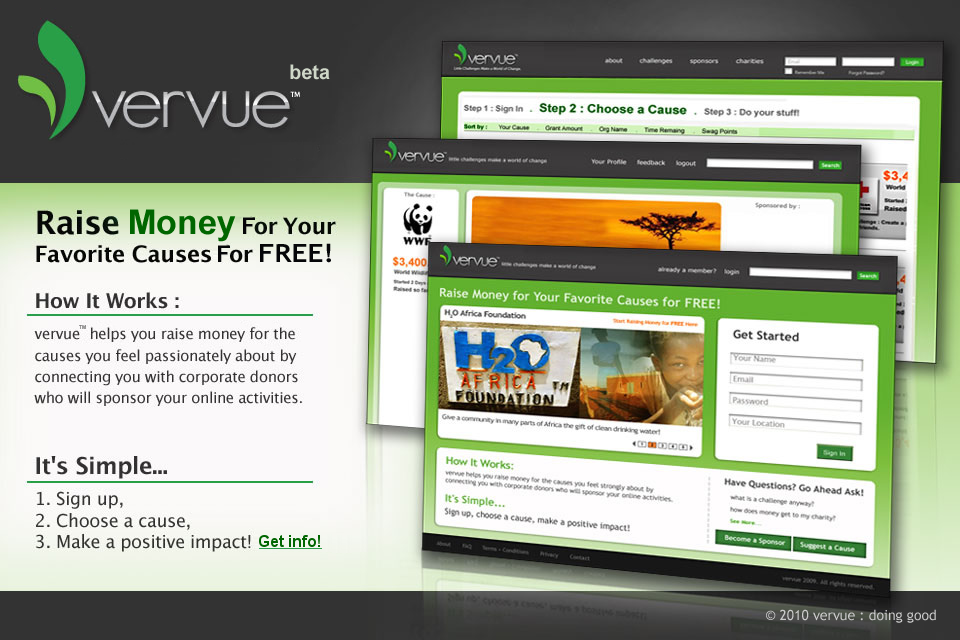 vervue™ beta
Raise Money For Your
Favorite Causes For FREE!
How It Works :
vervue™ helps you raise money for the
causes you feel passionately about by
connecting you with corporate donors
who will sponsor your online activities.
It's Simple...
1. Sign up,
2. Choose a cause,
3. Make a positive impact! Get info!
vervue™
Little Challenges Make a World of Change.
about challenges sponsors charities
Email
Login
Remember Me
Forgot Password?
Step 1 : Sign In . Step 2 : Choose a Cause . Step 3 : Do your stuff!
Sort by : Your Cause . Grant Amount . Org Name . Time Remaing . Swag Points
$3,4
World
Started
Raised
vervue™ little challenges make a world of change
Your Profile feedback logout
Search
The Cause :
WWF
$3,400
World Wildl
Started 2 Days
Raised so fa
Sponsored by :
vervue™ little challenges make a world of change
already a member? login
Search
Raise Money for Your Favorite Causes for FREE!
H2O Africa Foundation
Start Raising Money for FREE Here
H2O
AFRICA TM
FOUNDATION
Give a community in many parts of Africa the gift of clean drinking water!
1 2 3 4 5
Get Started
Your Name
Email
Password
Your Location
Sign In
How It Works:
vervue helps you raise money for the causes you feel strongly about by
connecting you with corporate donors who will sponsor your online activities.
It's Simple...
Sign up, choose a cause, make a positive impact!
Have Questions? Go Ahead Ask!
what is a challenge anyway?
how does money get to my charity?
See More...
Become a Sponsor
Suggest a Cause
About FAQ Terms - Conditions Privacy Contact
vervue 2009. All rights reserved.
© 2010 vervue : doing good